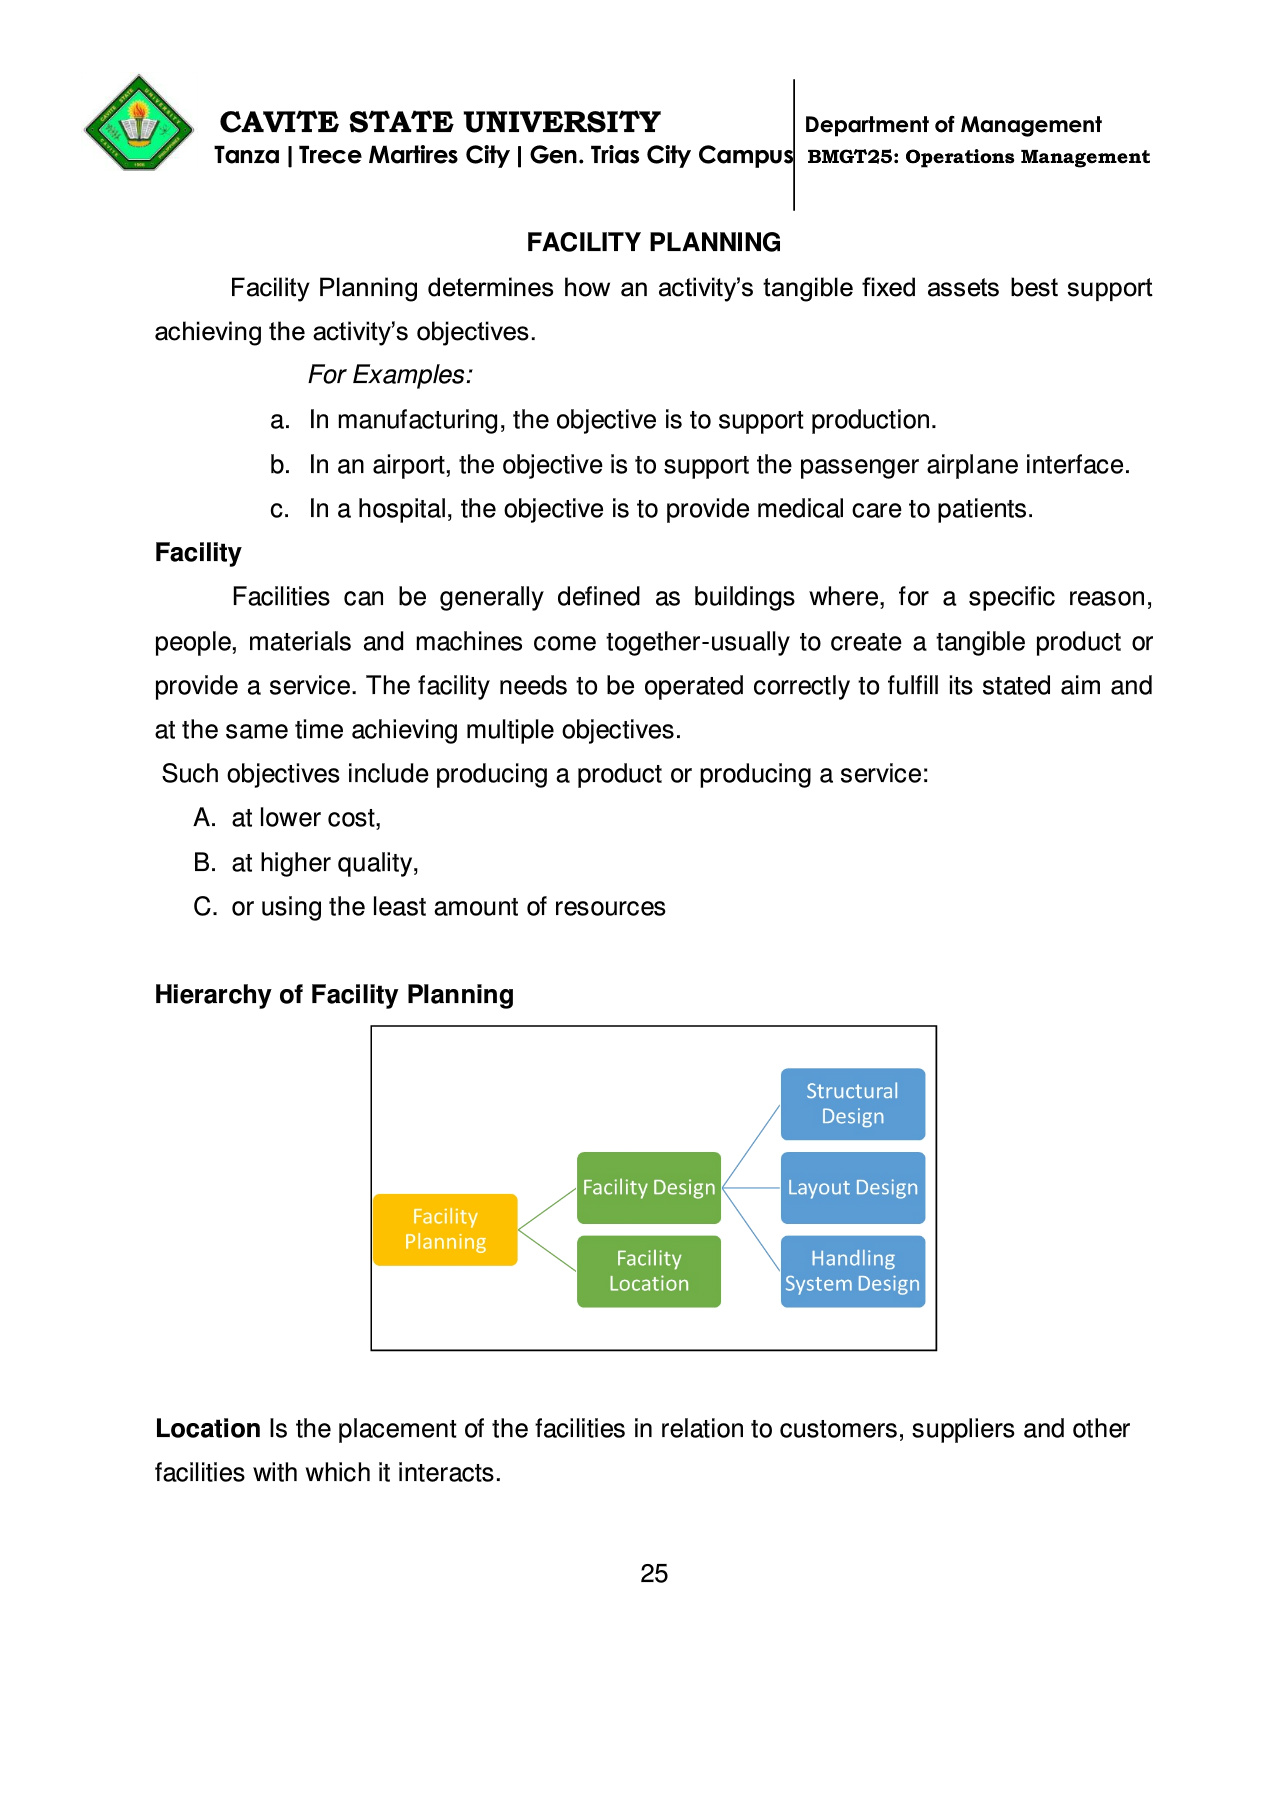 CAVITE STATE UNIVERSITY
Tanza | Trece Martires City | Gen. Trias City Campus
Department of Management
BMGT25: Operations Management
FACILITY PLANNING
Facility Planning determines how an activity’s tangible fixed assets best support
achieving the activity’s objectives.
For Examples:
a. In manufacturing, the objective is to support production.
b. In an airport, the objective is to support the passenger airplane interface.
c. In a hospital, the objective is to provide medical care to patients.
Facility
Facilities can be generally defined as buildings where, for a specific reason,
people, materials and machines come together-usually to create a tangible product or
provide a service. The facility needs to be operated correctly to fulfill its stated aim and
at the same time achieving multiple objectives.
Such objectives include producing a product or producing a service:
A. at lower cost,
B. at higher quality,
C. or using the least amount of resources
Hierarchy of Facility Planning
Facility
Planning
Facility Design
Facility
Location
Structural
Design
Layout Design
Handling
System Design
Location Is the placement of the facilities in relation to customers, suppliers and other
facilities with which it interacts.
25